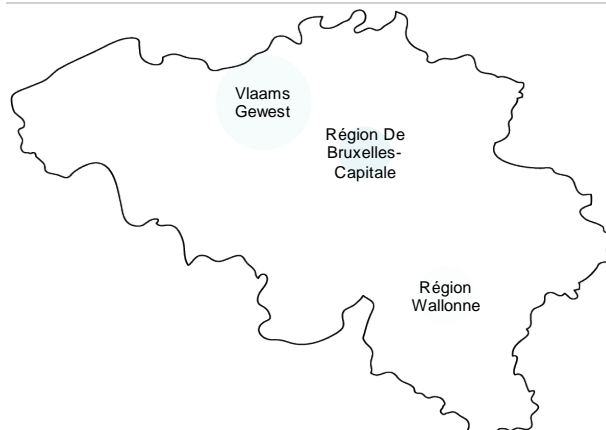 Vlaams
Gewest
Région De
Bruxelles-
Capitale
Région
Wallonne